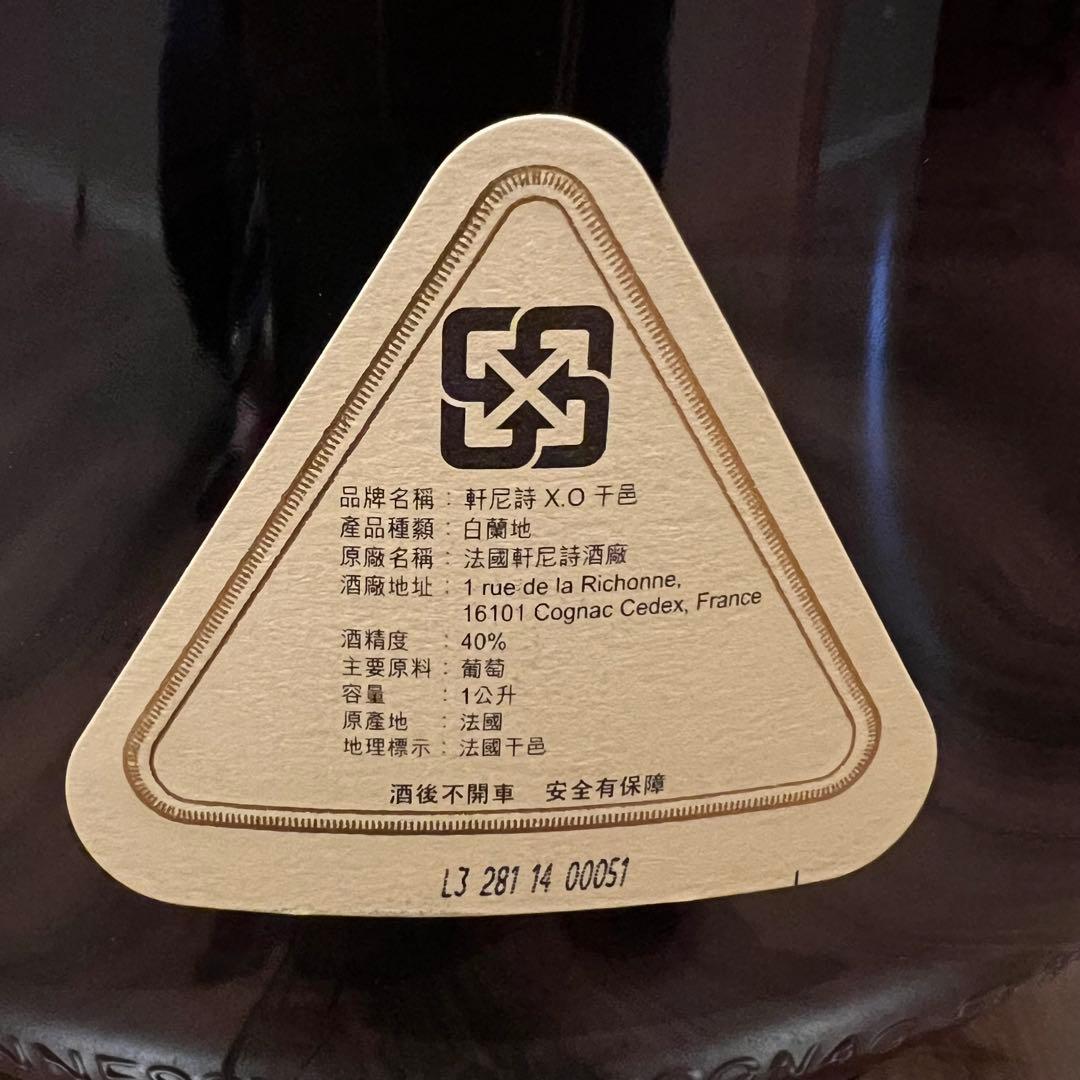 品牌名稱 : 軒尼詩 X.O 干邑
產品種類 : 白蘭地
原廠名稱 : 法國軒尼詩酒廠
酒廠地址 : 1 rue de la Richonne,
16101 Cognac Cedex, France
酒精度 : 40%
主要原料 : 葡萄
容量 : 1公升
原產地 : 法國
地理標示 : 法國干邑
酒後不開車 安全有保障
L3 281 14 00051